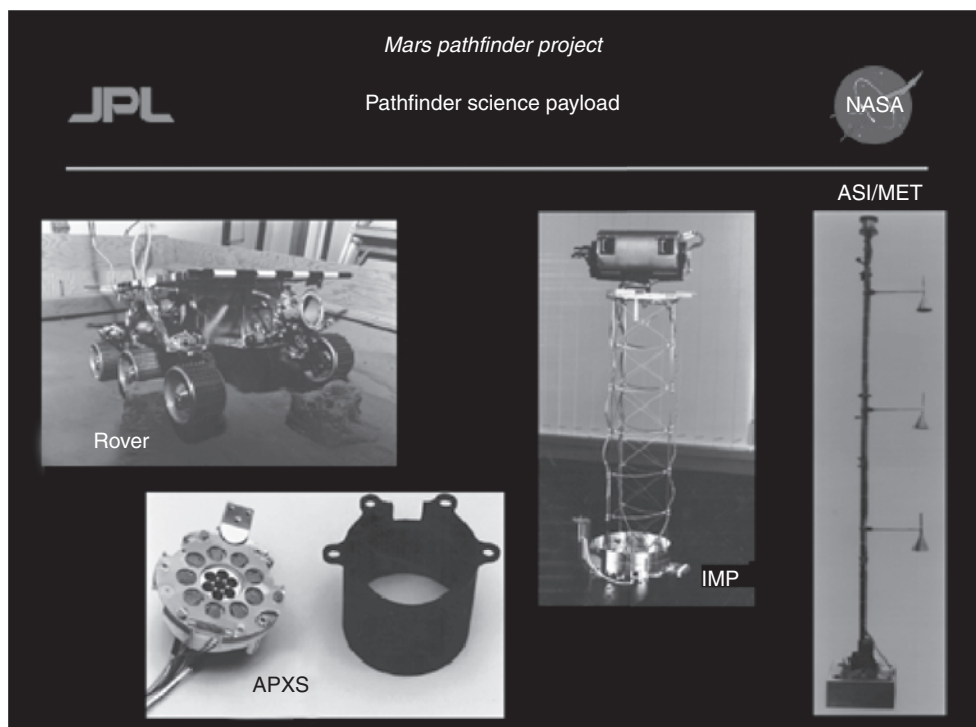 Mars pathfinder project
JPL
Pathfinder science payload
NASA
ASI/MET
Rover
IMP
APXS